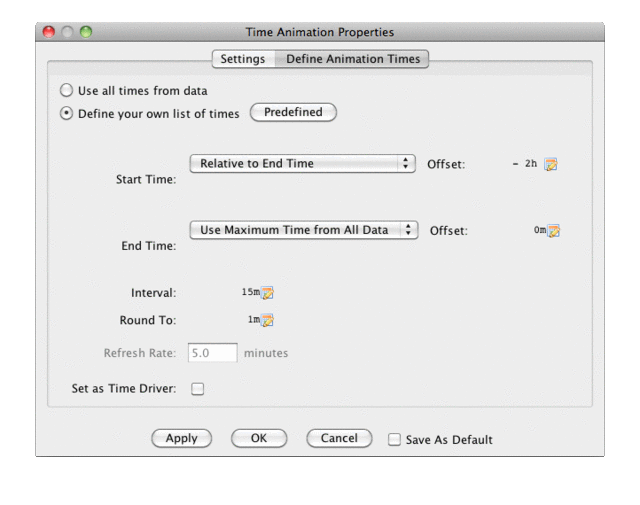 Time Animation Properties
Settings Define Animation Times
Use all times from data
Define your own list of times Predefined
Relative to End Time Offset: - 2h
Start Time:
Use Maximum Time from All Data Offset: 0m
End Time:
Interval: 15m
Round To: 1m
Refresh Rate: 5.0 minutes
Set as Time Driver:
Apply OK Cancel Save As Default